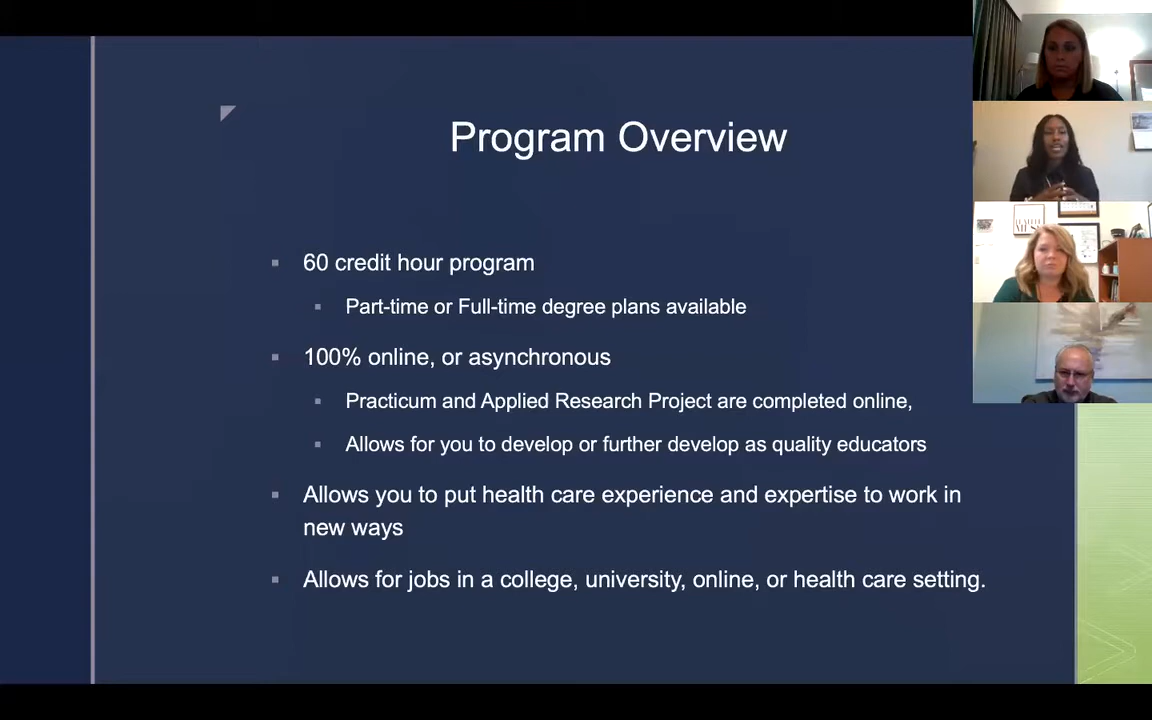 Program Overview
60 credit hour program
Part-time or Full-time degree plans available
100% online, or asynchronous
Practicum and Applied Research Project are completed online,
Allows for you to develop or further develop as quality educators
Allows you to put health care experience and expertise to work in
new ways
Allows for jobs in a college, university, online, or health care setting.